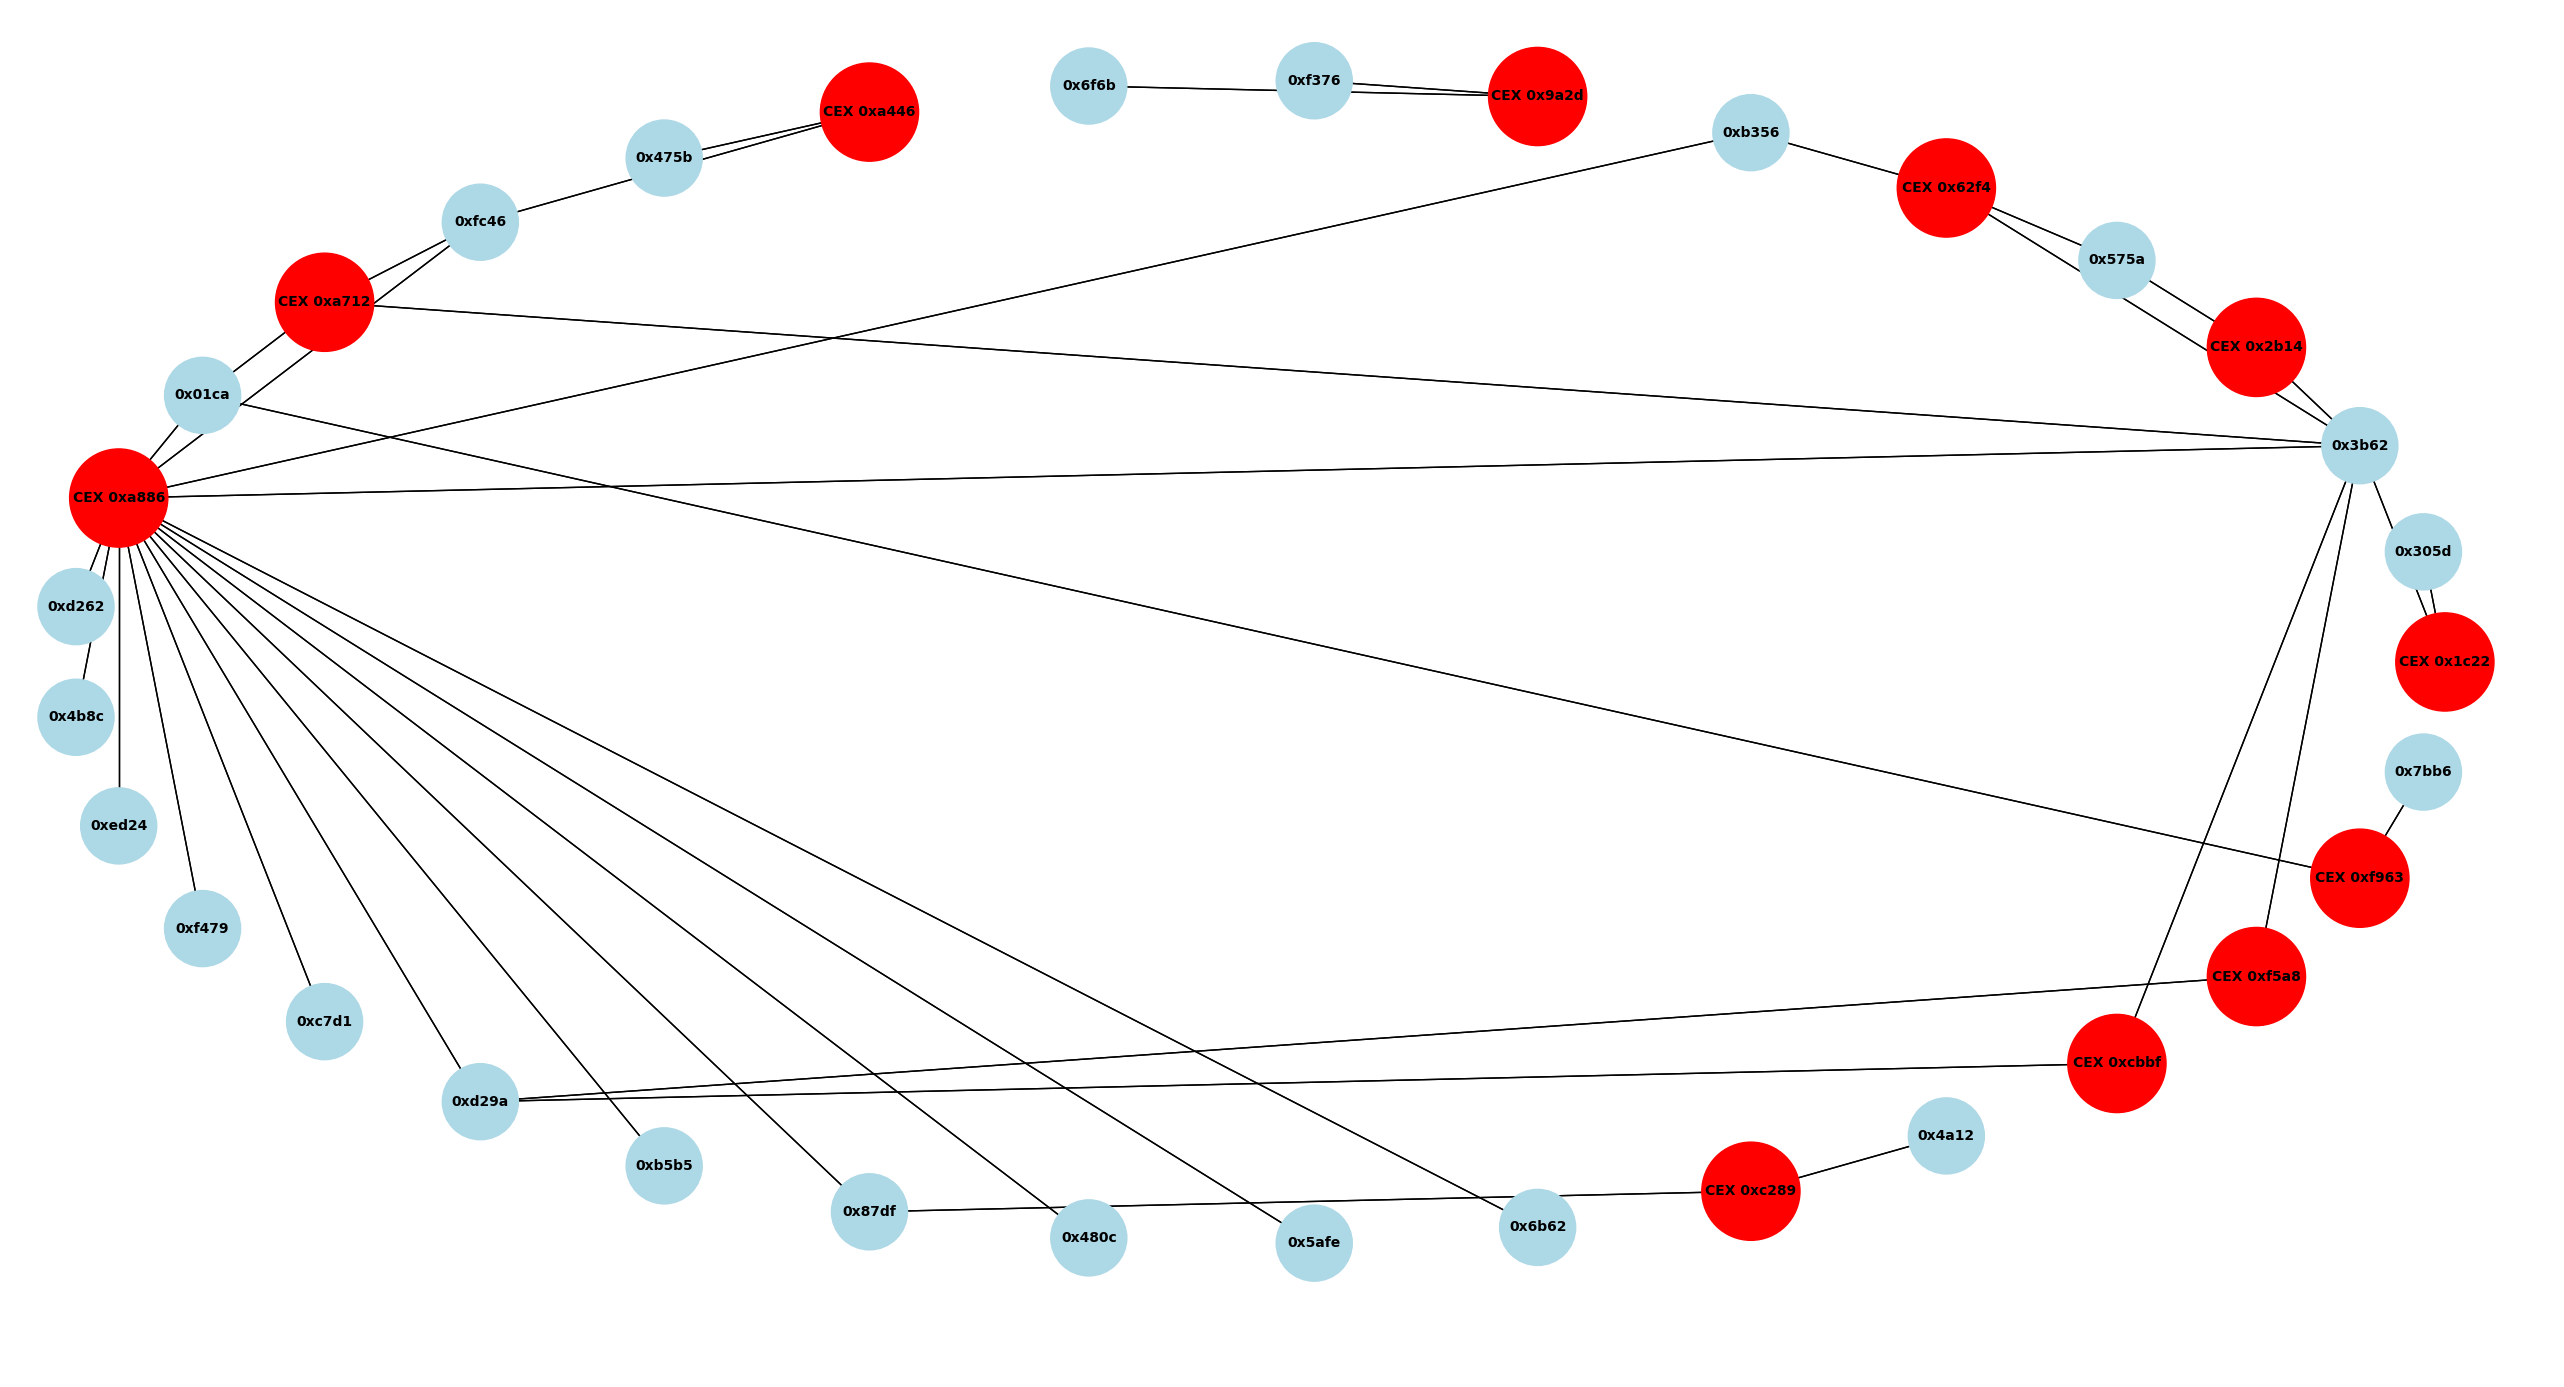 0xf376
0x6f6b
CEX 0x9a2d
CEX 0xa446
0xb356
0x475b
CEX 0x62f4
0xfc46
0x575a
CEX 0xa712
CEX 0x2b14
0x01ca
0x3b62
CEX 0xa886
0x305d
0xd262
CEX 0x1c22
0x4b8c
0x7bb6
0xed24
CEX 0xf963
0xf479
CEX 0xf5a8
0xc7d1
CEX 0xcbbf
0xd29a
0x4a12
0xb5b5
CEX 0xc289
0x87df
0x6b62
0x480c
0x5afe